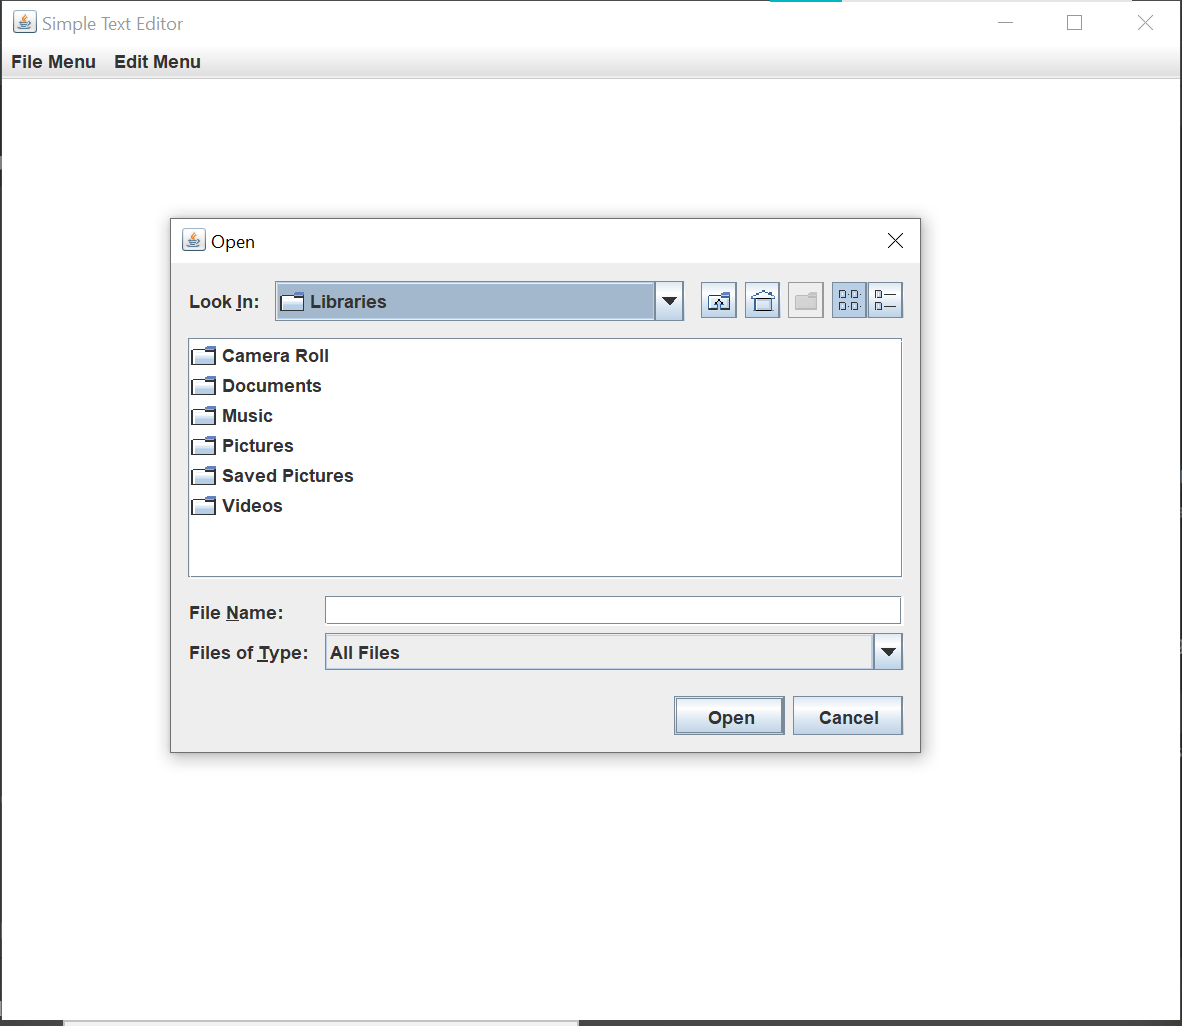 Simple Text Editor
File Menu Edit Menu
Open
Look In: Libraries
Camera Roll
Documents
Music
Pictures
Saved Pictures
Videos
File Name:
Files of Type: All Files
Open Cancel